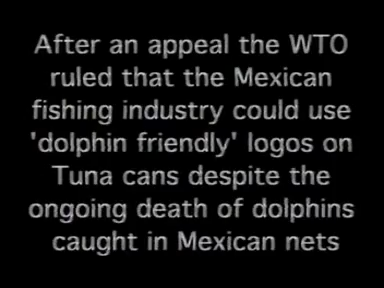 After an appeal the WTO
ruled that the Mexican
fishing industry could use
'dolphin friendly' logos on
Tuna cans despite the
ongoing death of dolphins
caught in Mexican nets